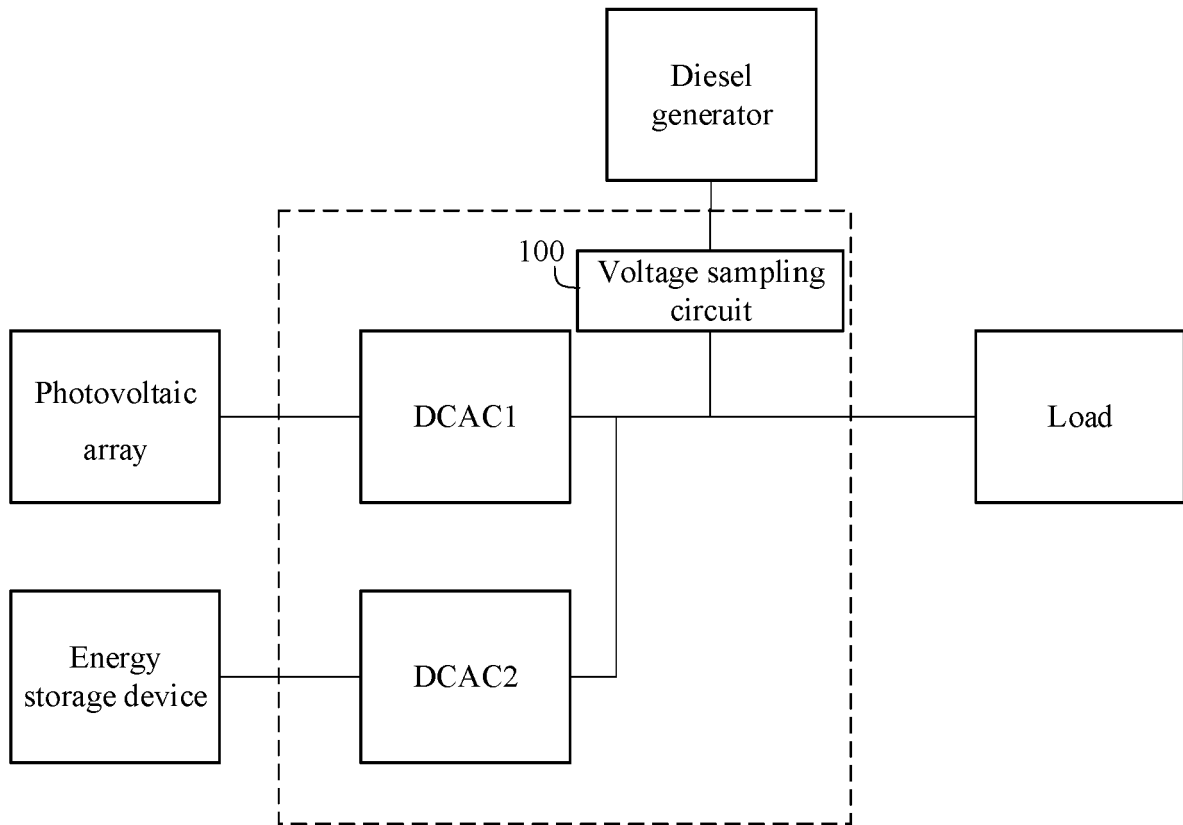 Diesel
generator
100
Voltage sampling
circuit
Photovoltaic
array
DCAC1
Load
Energy
storage device
DCAC2